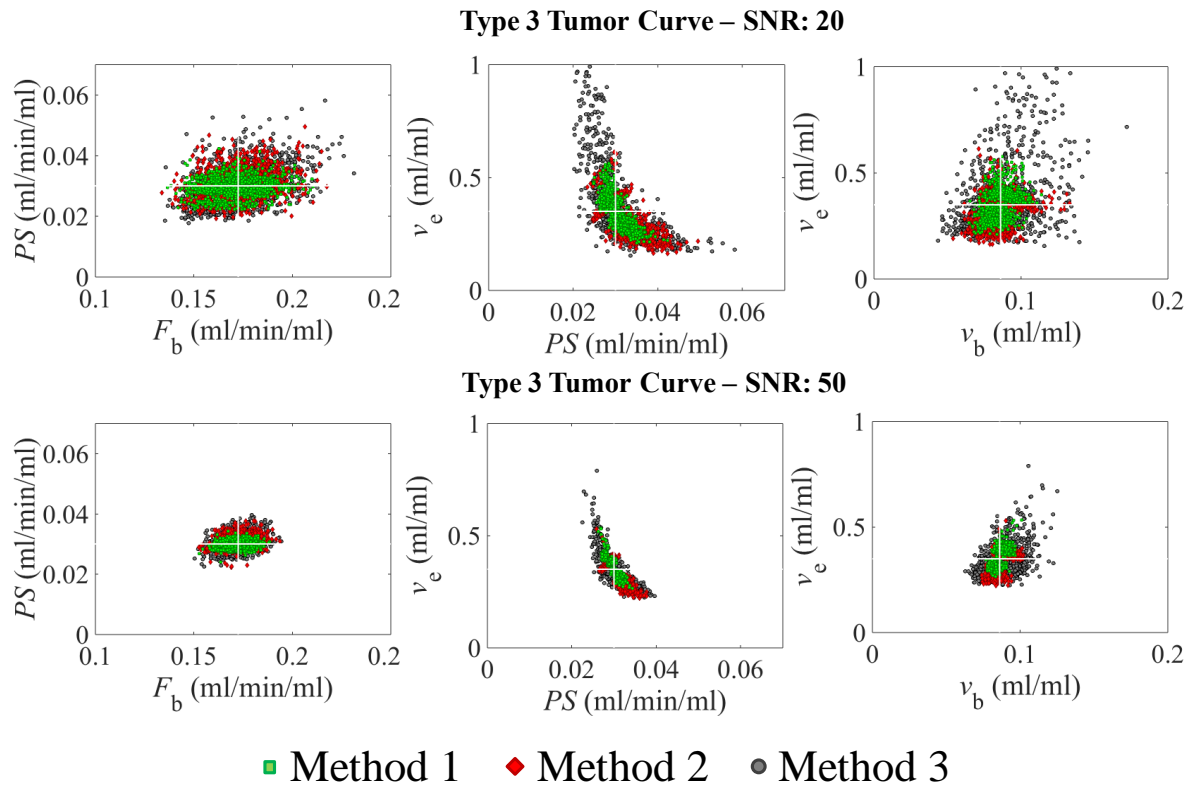 Type 3 Tumor Curve – SNR: 20
PS (ml/min/ml)
0.06
0.04
0.02
0
0.1
0.15
0.2
0.2
F_b (ml/min/ml)
v_e (ml/ml)
1
0.5
0
0
0.02
0.04
0.06
PS (ml/min/ml)
v_e (ml/ml)
1
0.5
0
0
0.1
0.2
v_b (ml/ml)
Type 3 Tumor Curve – SNR: 50
PS (ml/min/ml)
0.06
0.04
0.02
0
0.1
0.15
0.2
0.2
F_b (ml/min/ml)
v_e (ml/ml)
1
0.5
0
0
0.02
0.04
0.06
PS (ml/min/ml)
v_e (ml/ml)
1
0.5
0
0
0.1
0.2
v_b (ml/ml)
Method 1 Method 2 Method 3